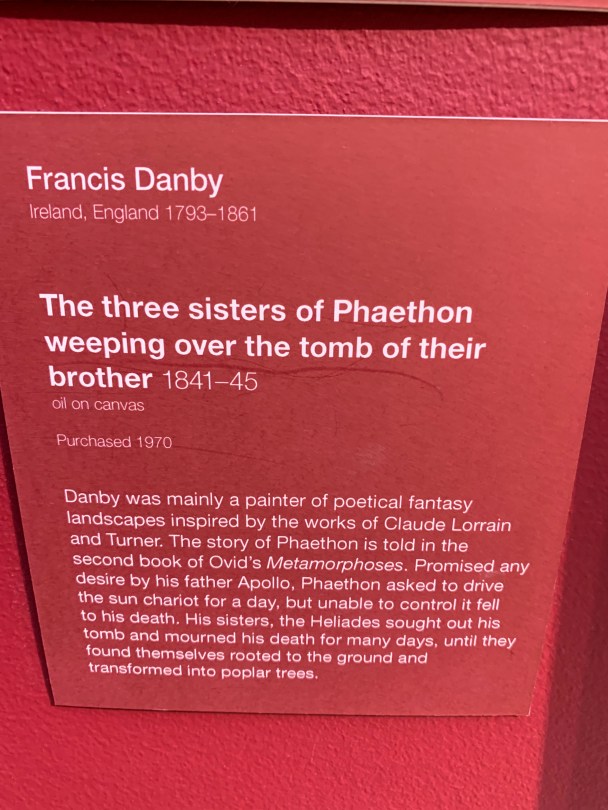 Francis Danby
Ireland, England 1793–1861
The three sisters of Phaethon
weeping over the tomb of their
brother 1841–45
oil on canvas
Purchased 1970
Danby was mainly a painter of poetical fantasy
landscapes inspired by the works of Claude Lorrain
and Turner. The story of Phaethon is told in the
second book of Ovid's Metamorphoses. Promised any
desire by his father Apollo, Phaethon asked to drive
the sun chariot for a day, but unable to control it fell
to his death. His sisters, the Heliades sought out his
tomb and mourned his death for many days, until they
found themselves rooted to the ground and
transformed into poplar trees.